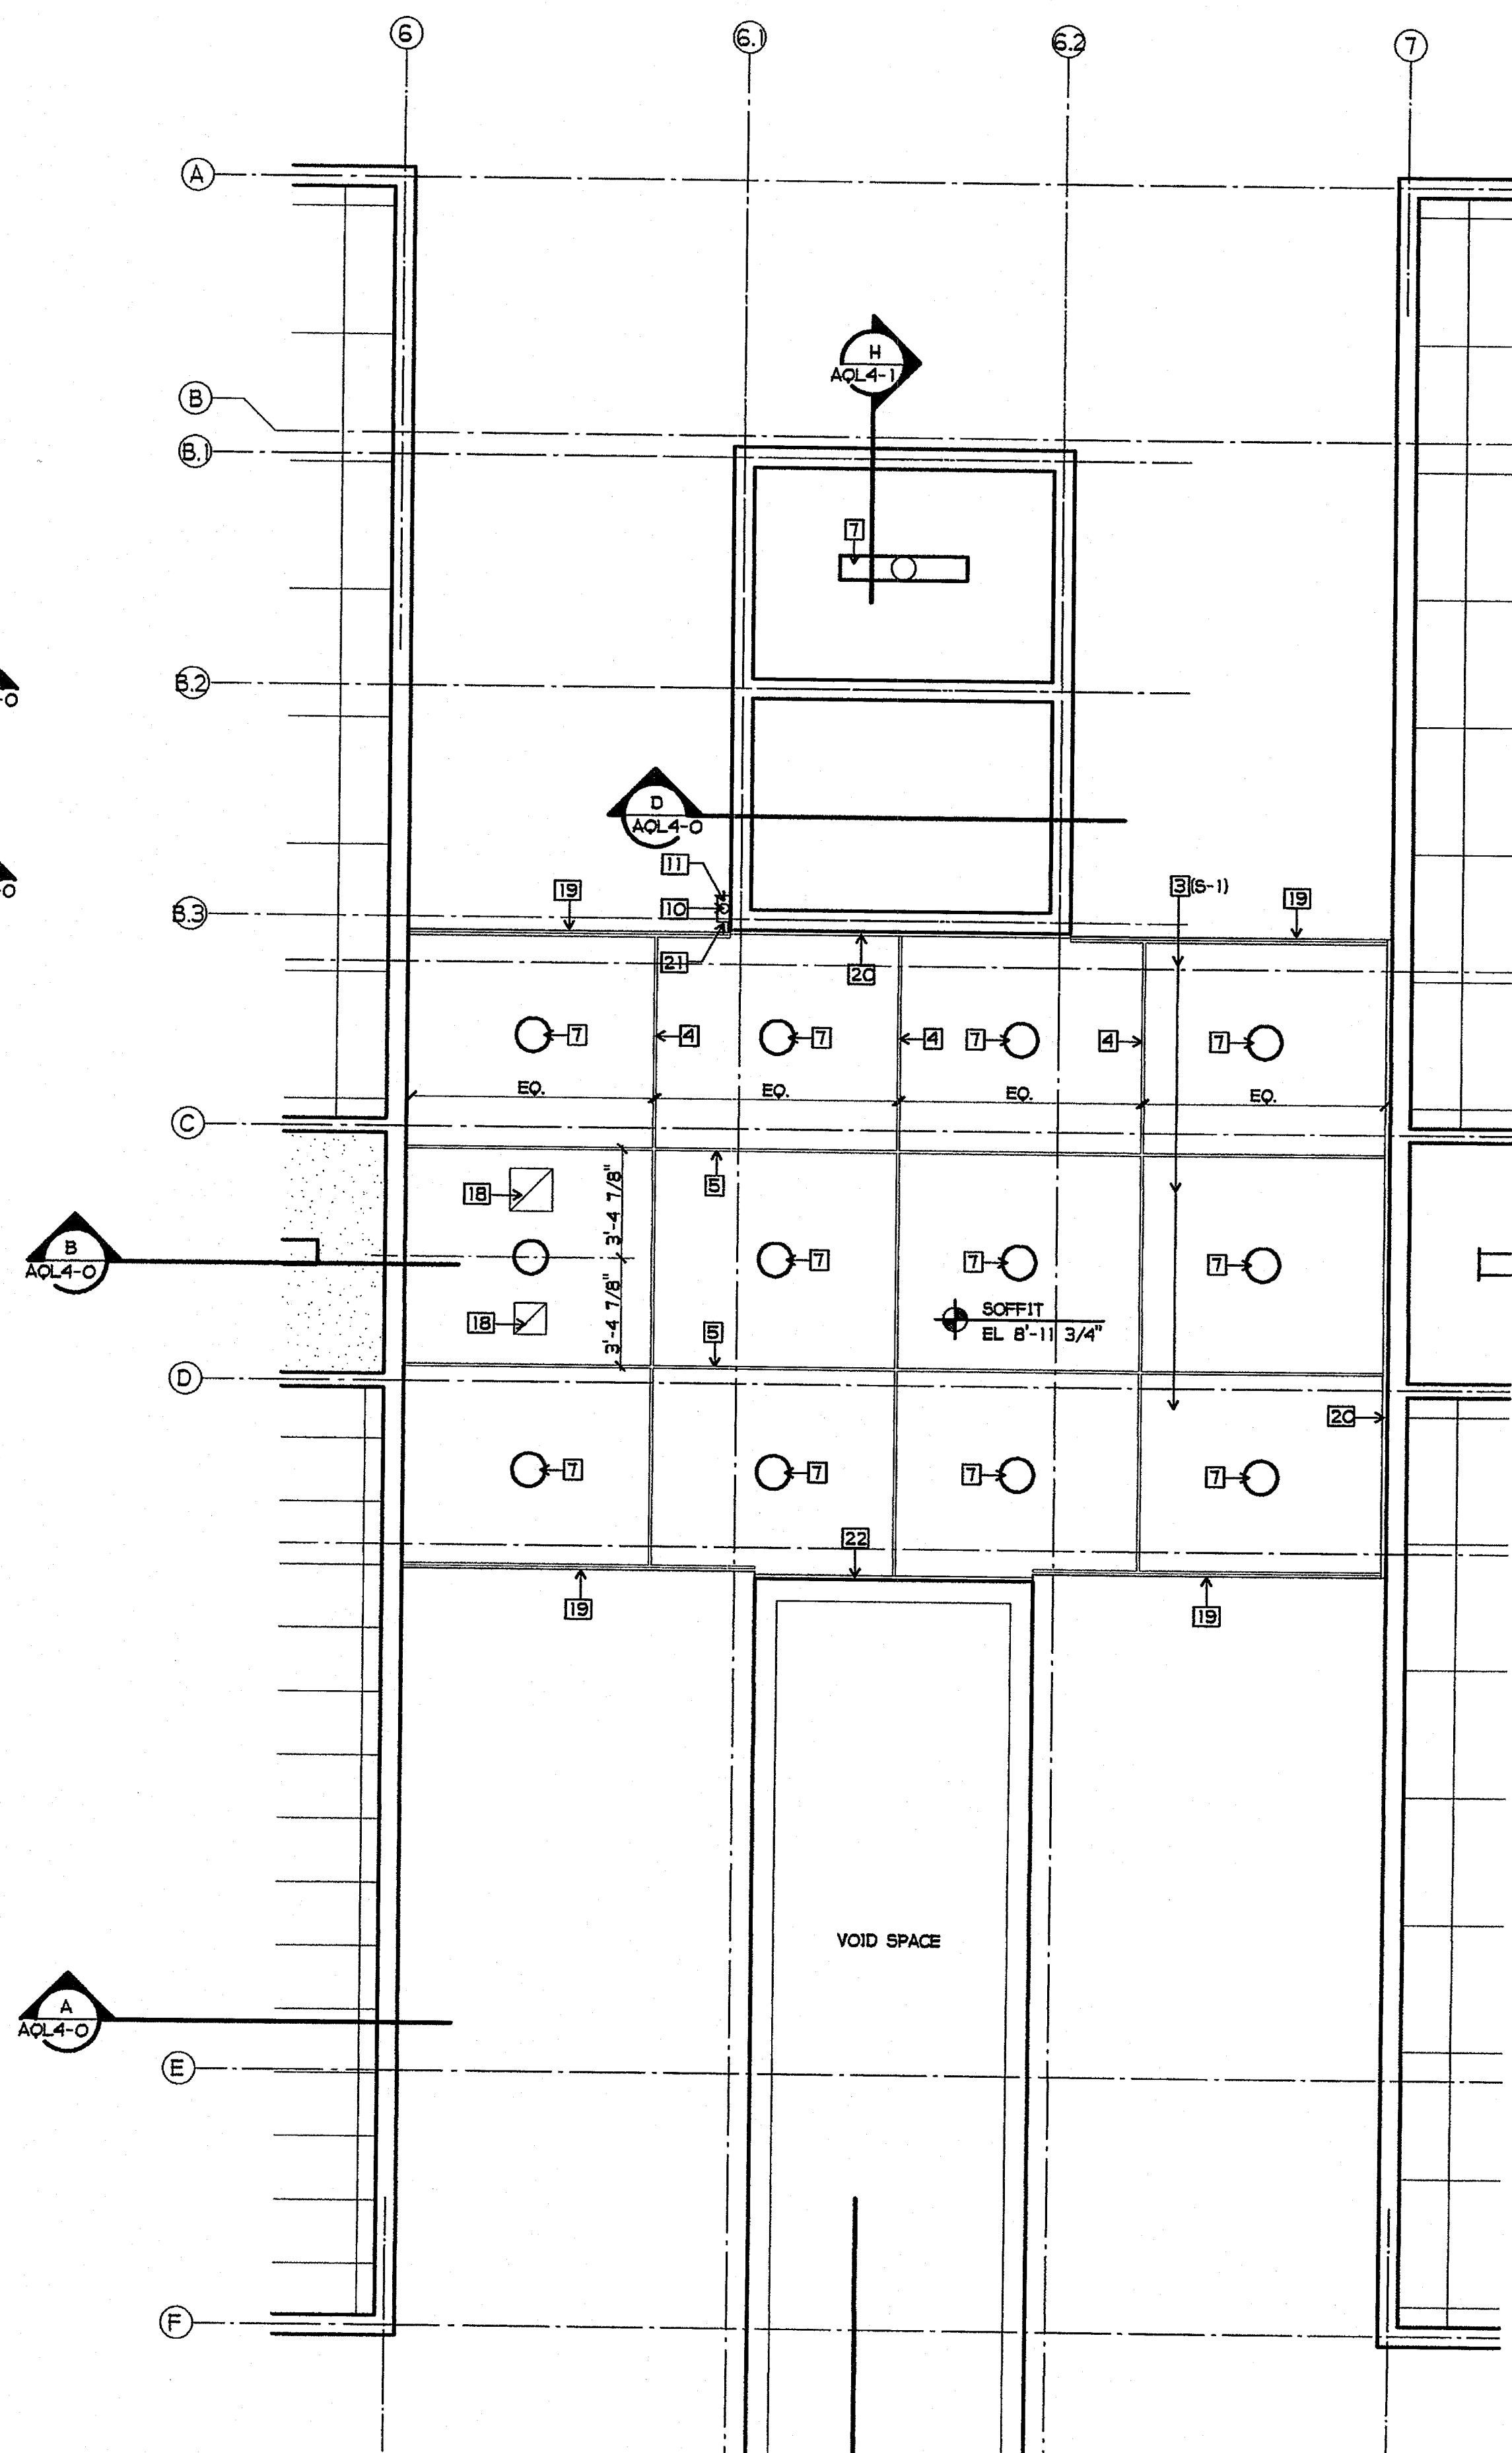 6 6.1 6.2 7
A
H
AQL4-1
B
B.1
7
B.2
-0
D
AQL4-0
11
19 3(S-1) 19
-0
10
B.3
21 20
7 4 7 7 4 7 4
EQ. EQ. EQ. EQ.
C
18 3'-4 7/8" 5
B
AQL4-0
7 7 7
SOFFIT
EL 8'-11 3/4"
18 3'-4 7/8" 5
D
20
7 7 7 7
22
19 19
VOID SPACE
A
AQL4-0
E
F